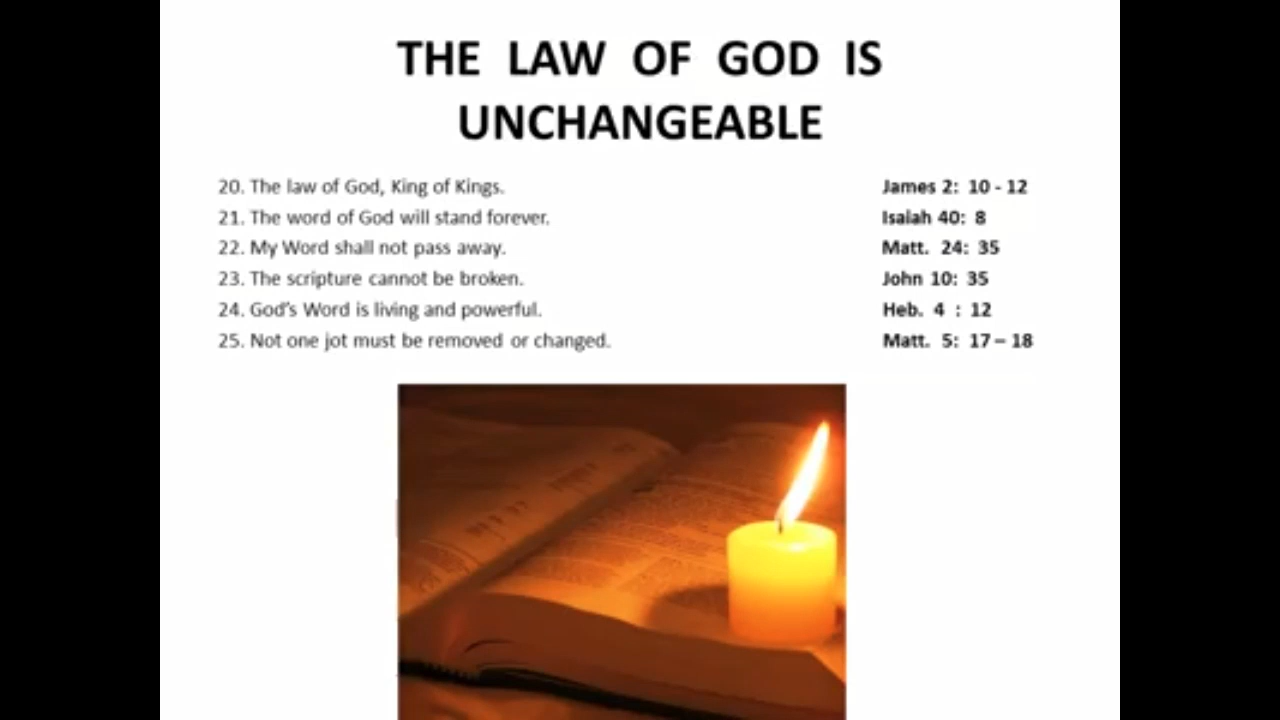 THE LAW OF GOD IS
UNCHANGEABLE
20. The law of God, King of Kings. James 2: 10 - 12
21. The word of God will stand forever. Isaiah 40: 8
22. My Word shall not pass away. Matt. 24: 35
23. The scripture cannot be broken. John 10: 35
24. God's Word is living and powerful. Heb. 4 : 12
25. Not one jot must be removed or changed. Matt. 5: 17 – 18